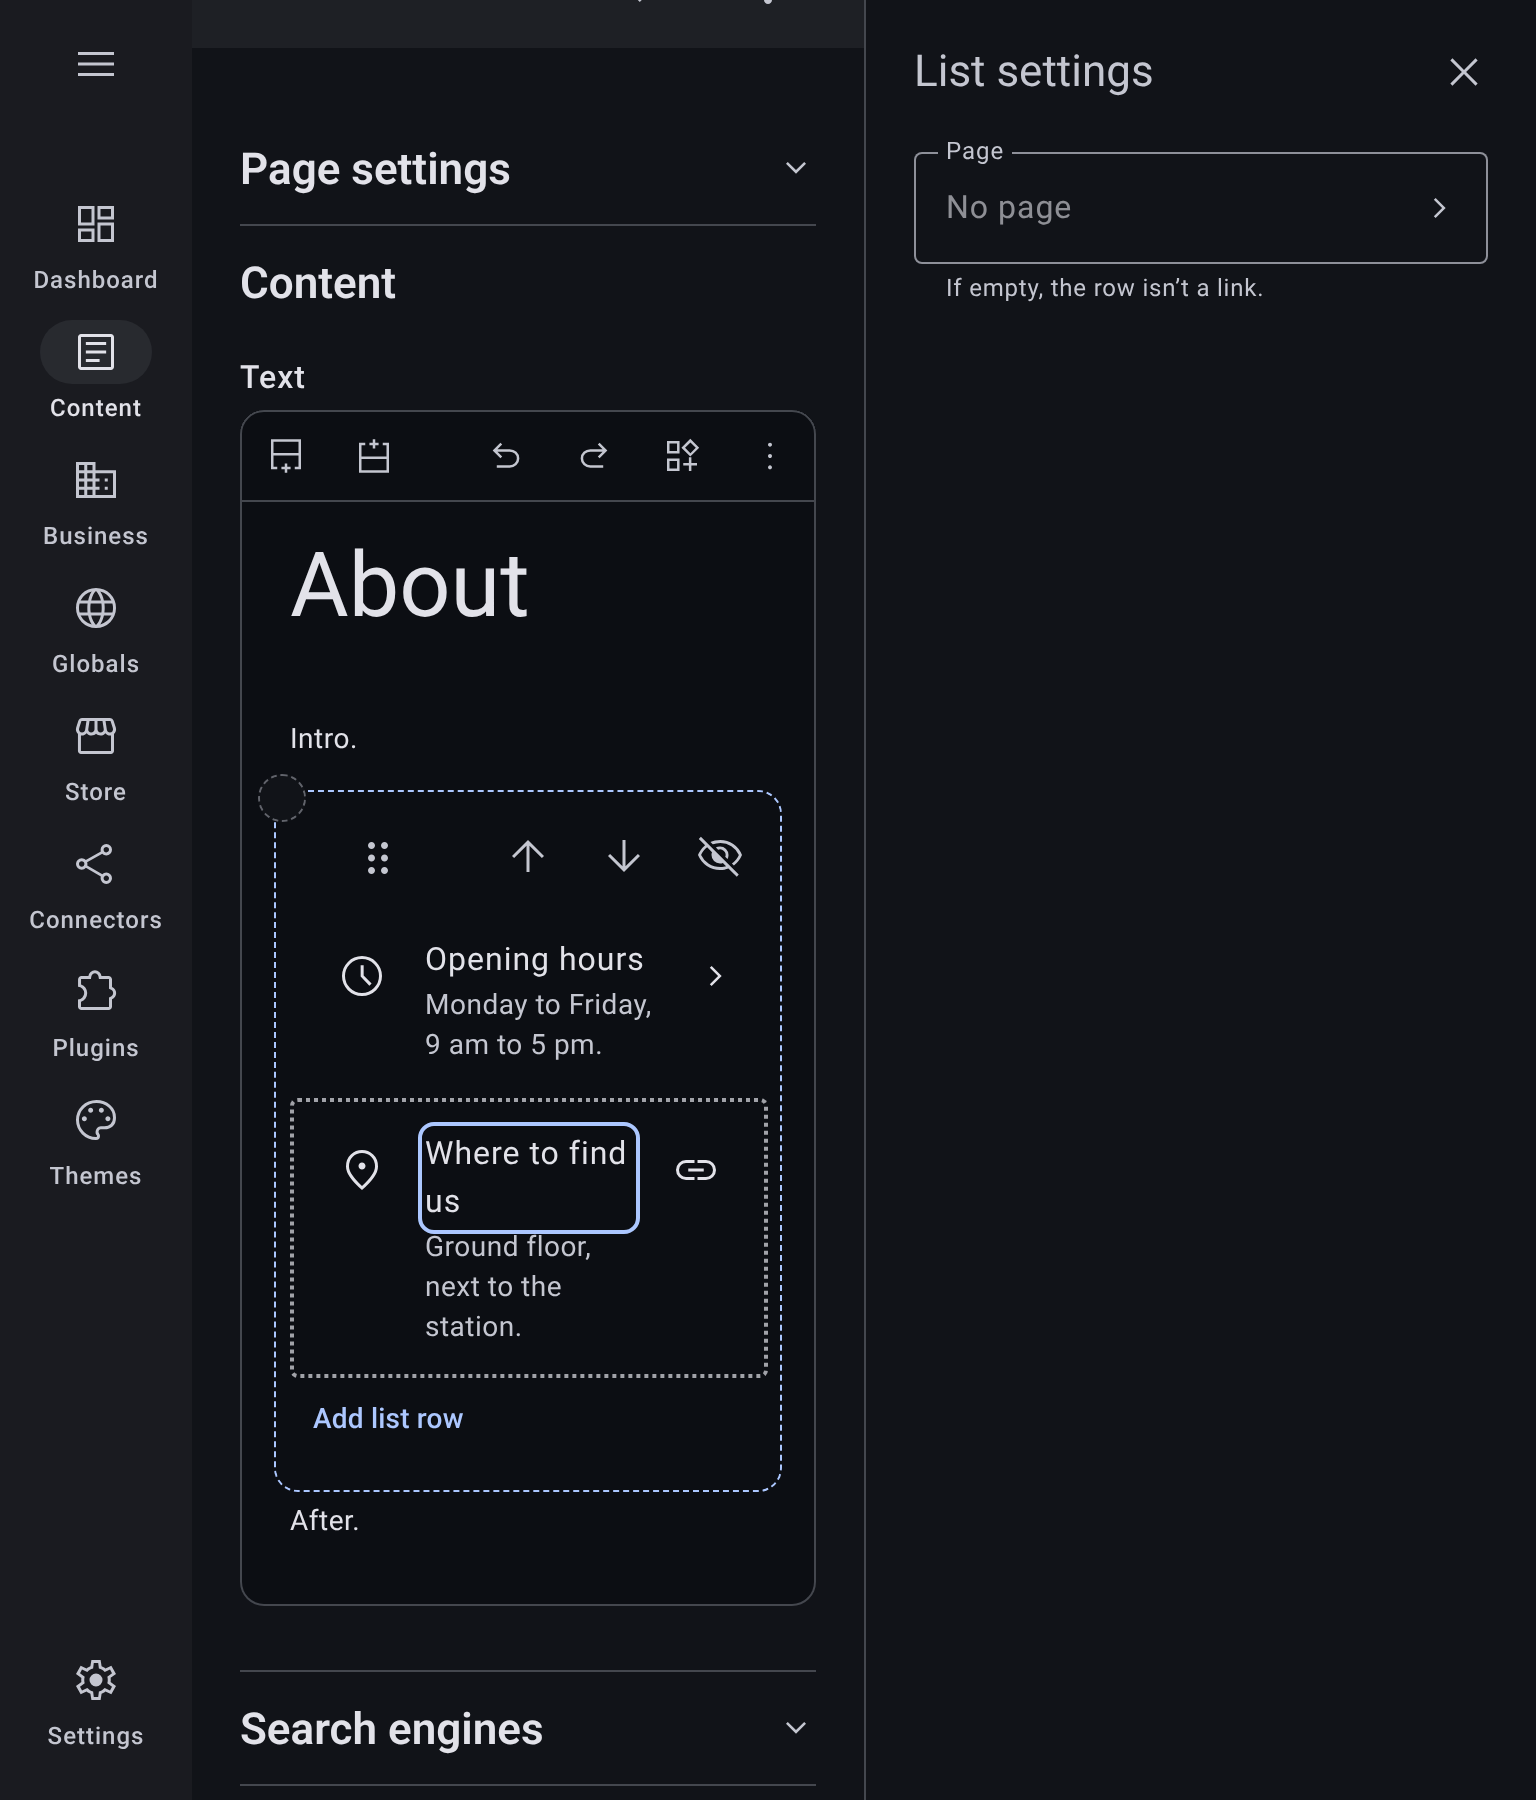 Dashboard
Content
Business
Globals
Store
Connectors
Plugins
Themes
Settings
Page settings
Content
Text
About
Intro.
Opening hours
Monday to Friday,
9 am to 5 pm.
Where to find
us
Ground floor,
next to the
station.
Add list row
After.
Search engines
List settings
Page
No page
If empty, the row isn’t a link.